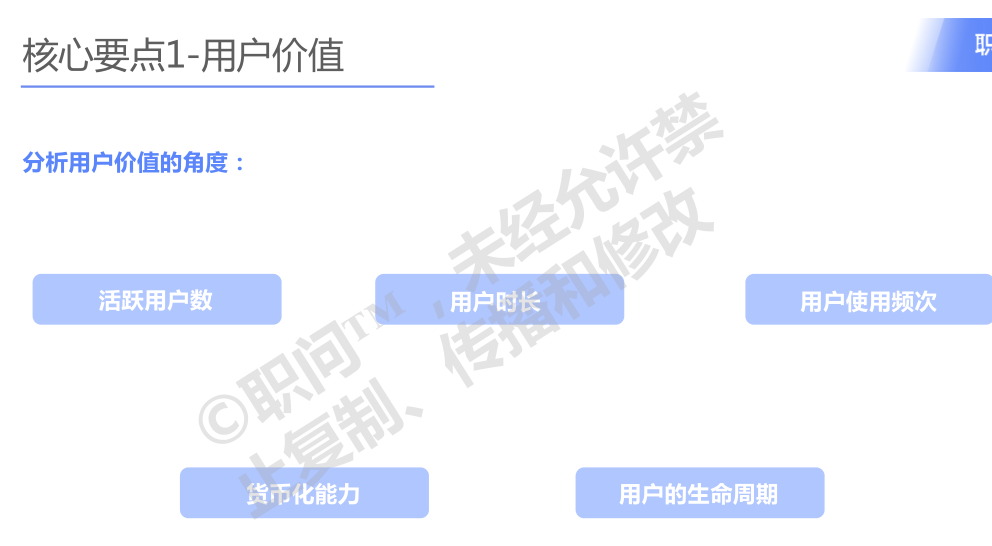 核心要点1-用户价值
职
分析用户价值的角度：
活跃用户数
用户时长
用户使用频次
货币化能力
用户的生命周期
©职问™，未经允许禁
止复制、传播和修改